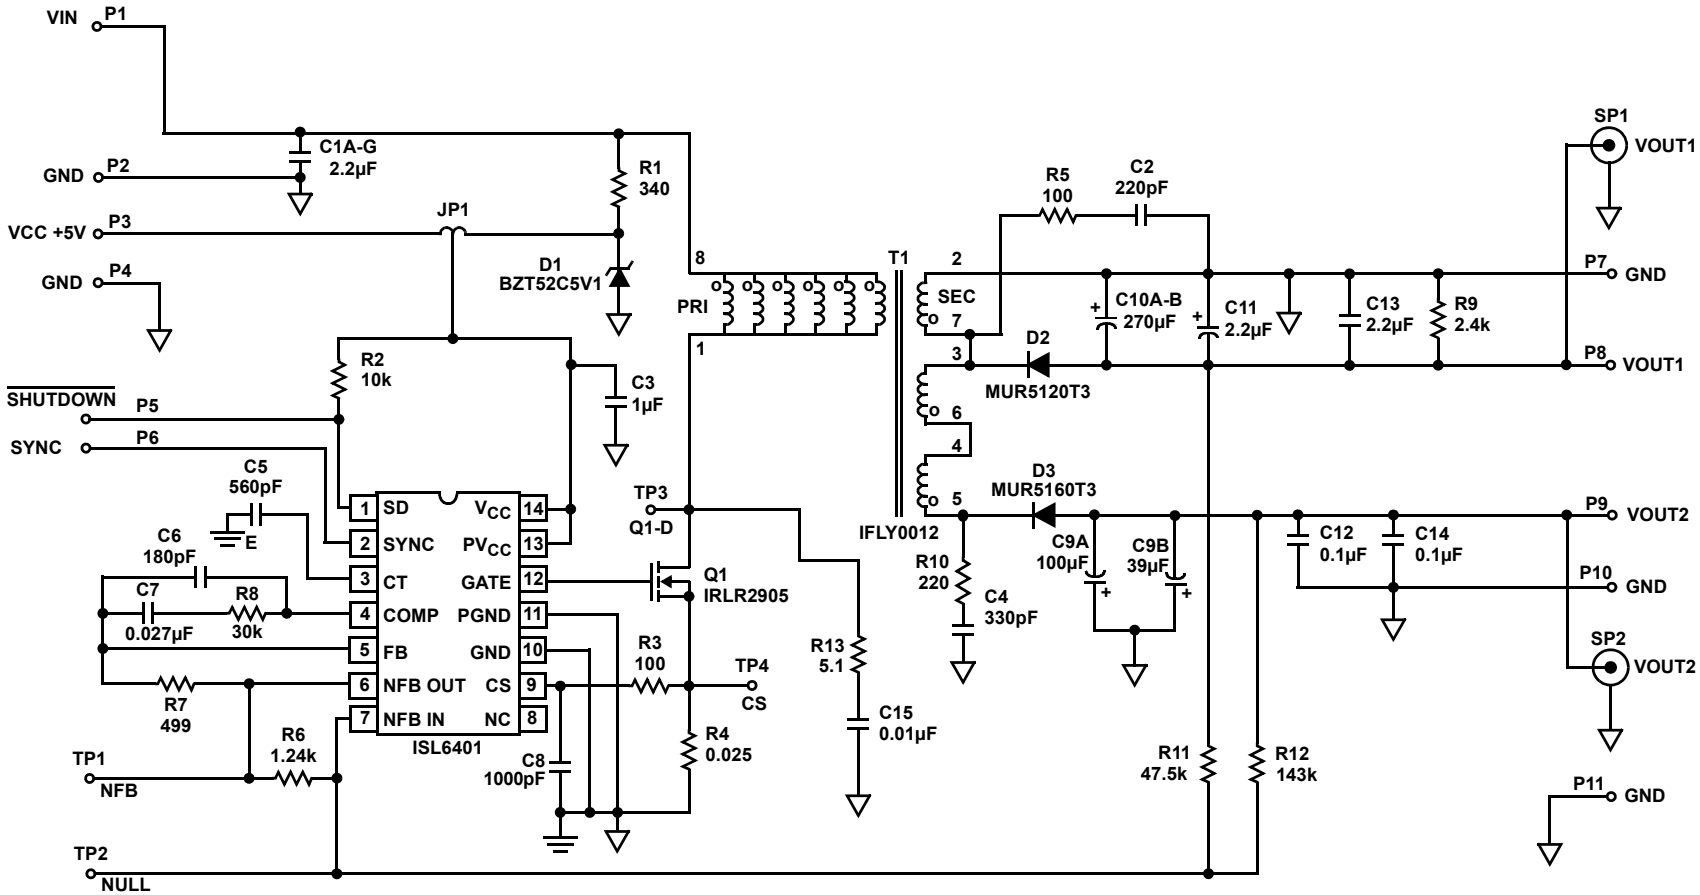 VIN P1
C1A-G
2.2µF
GND P2
R1
340
VCC +5V P3
JP1
GND P4
D1
BZT52C5V1
R2
10k
C3
1µF
SHUTDOWN P5
SYNC P6
C5
560pF
E
C6
180pF
C7
0.027µF
R8
30k
R7
499
R6
1.24k
TP1
NFB
TP2
NULL
1 SD
2 SYNC
3 CT
4 COMP
5 FB
6 NFB OUT
7 NFB IN
VCC 14
PVCC 13
GATE 12
PGND 11
GND 10
CS 9
NC 8
ISL6401
C8
1000pF
R3
100
R4
0.025
TP4
CS
TP3
Q1-D
Q1
IRLR2905
R13
5.1
C15
0.01µF
8
PRI
1
T1
IFLY0012
2
SEC
7
3
6
4
5
R5
100
C2
220pF
D2
MUR5120T3
D3
MUR5160T3
R10
220
C4
330pF
+
C10A-B
270µF
+
C11
2.2µF
C13
2.2µF
R9
2.4k
C9A
100µF
+
C9B
39µF
+
C12
0.1µF
C14
0.1µF
R11
47.5k
R12
143k
SP1
VOUT1
P7 GND
P8 VOUT1
P9 VOUT2
P10 GND
SP2
VOUT2
P11 GND